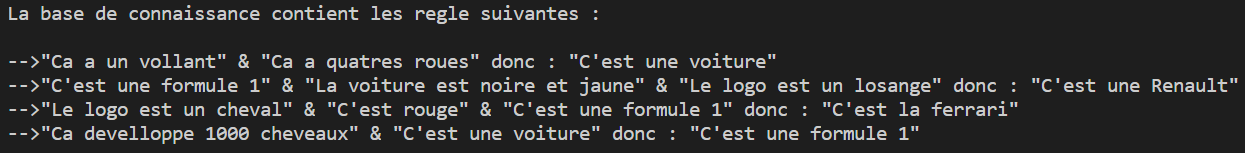 La base de connaissance contient les regle suivantes :
-->"Ca a un vollant" & "Ca a quatres roues" donc : "C'est une voiture"
-->"C'est une formule 1" & "La voiture est noire et jaune" & "Le logo est un losange" donc : "C'est une Renault"
-->"Le logo est un cheval" & "C'est rouge" & "C'est une formule 1" donc : "C'est la ferrari"
-->"Ca develloppe 1000 cheveaux" & "C'est une voiture" donc : "C'est une formule 1"